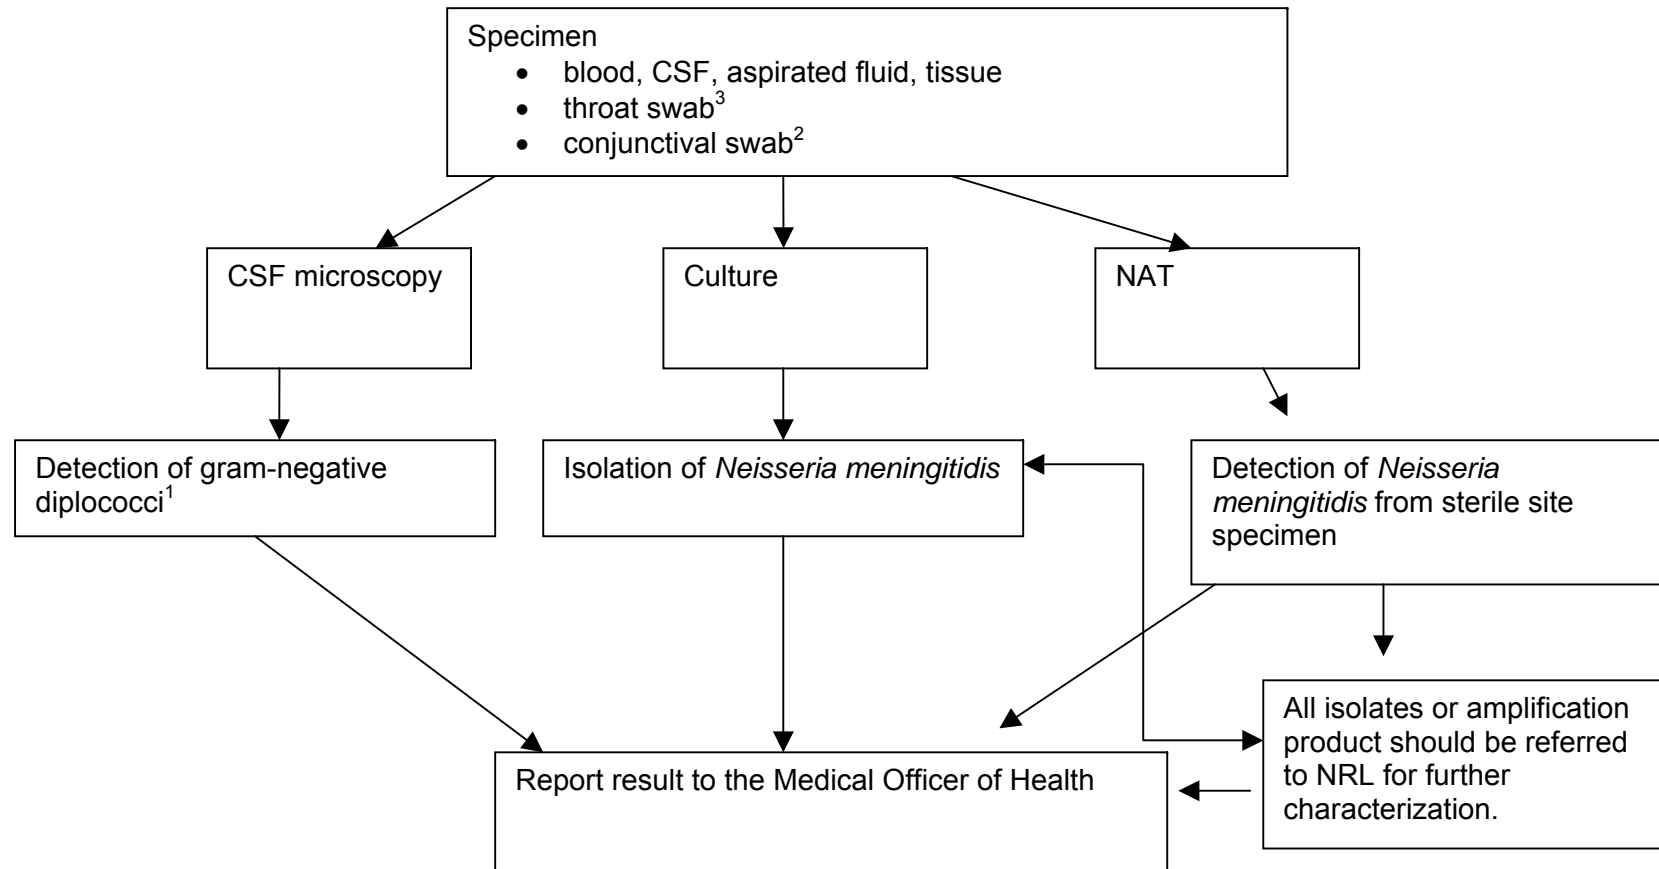 Specimen
• blood, CSF, aspirated fluid, tissue
• throat swab³
• conjunctival swab²
CSF microscopy
Culture
NAT
Detection of gram-negative
diplococci¹
Isolation of Neisseria meningitidis
Detection of Neisseria
meningitidis from sterile site
specimen
All isolates or amplification
product should be referred
to NRL for further
characterization.
Report result to the Medical Officer of Health